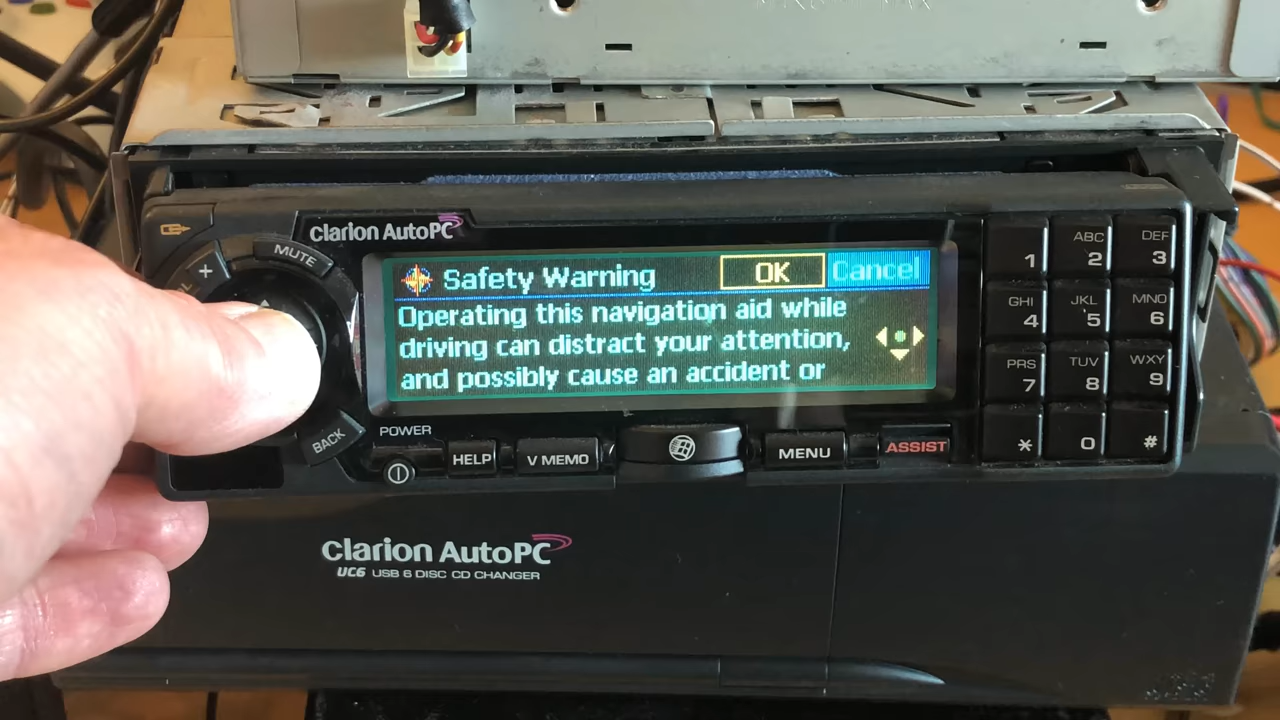 Clarion AutoPC
MUTE
+
Safety Warning
OK
Cancel
Operating this navigation aid while
driving can distract your attention,
and possibly cause an accident or
1
ABC
2
DEF
3
GHI
4
JKL
5
MNO
6
PRS
7
TUV
8
WXY
9
*
0
#
BACK
POWER
HELP
V MEMO
MENU
ASSIST
Clarion AutoPC
UC6 USB 6 DISC CD CHANGER